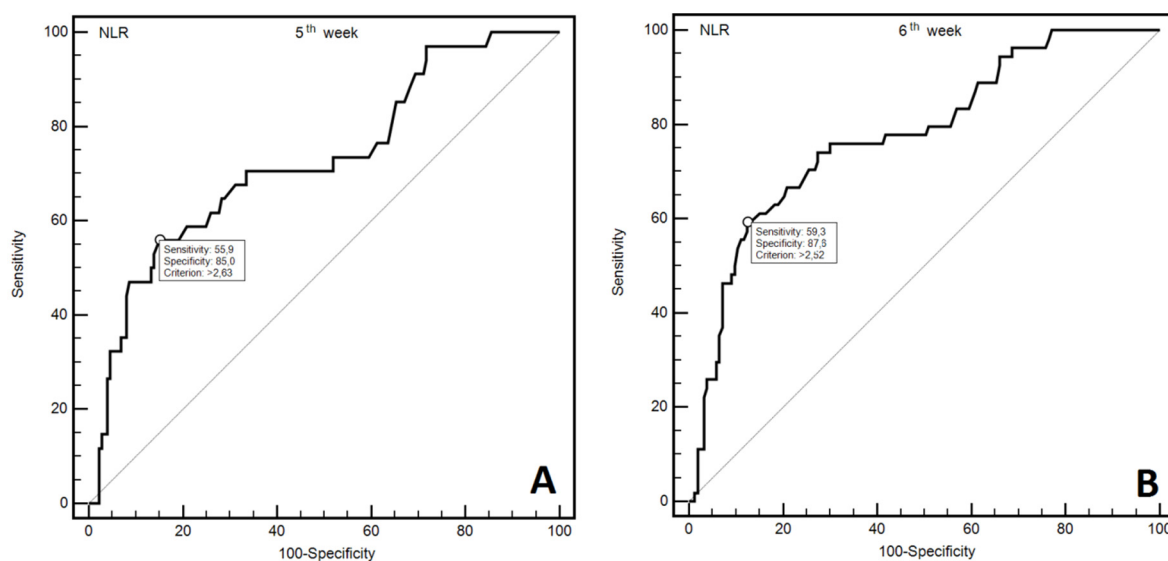 NLR 5th week
100
80
60
40
20
0
Sensitivity
Sensitivity: 55,9
Specificity: 85,0
Criterion: >2,63
0 20 40 60 80 100
100-Specificity
A
NLR 6th week
100
80
60
40
20
0
Sensitivity
Sensitivity: 59,3
Specificity: 87,6
Criterion: >2,52
0 20 40 60 80 100
100-Specificity
B